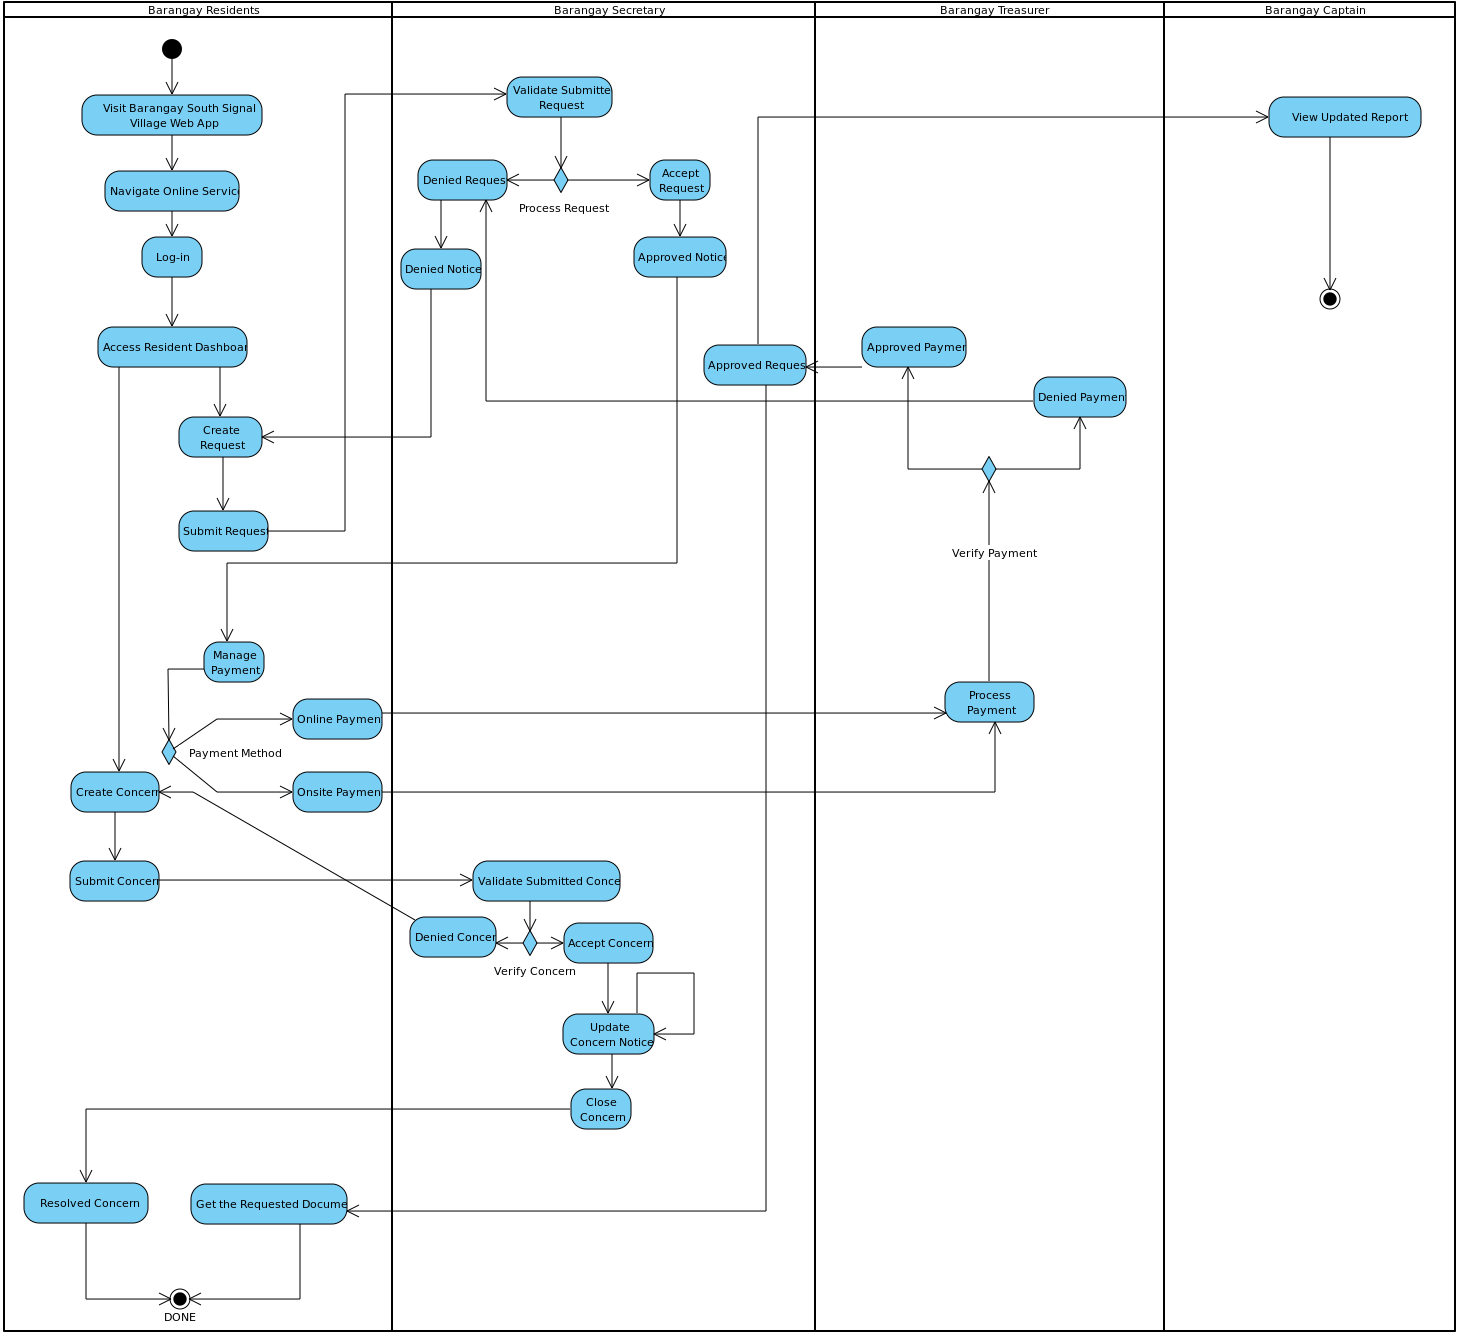 Barangay Residents
Barangay Secretary
Barangay Treasurer
Barangay Captain
Visit Barangay South Signal
Village Web App
Navigate Online Servic
Log-in
Access Resident Dashboar
Create
Request
Submit Request
Manage
Payment
Payment Method
Online Paymen
Onsite Paymen
Create Concern
Submit Concern
Resolved Concern
Get the Requested Docume
DONE
Validate Submitte
Request
Denied Reques
Process Request
Accept
Request
Denied Notice
Approved Notice
Approved Reques
Validate Submitted Conce
Denied Concer
Accept Concern
Verify Concern
Update
Concern Notice
Close
Concern
Approved Paymen
Denied Paymen
Verify Payment
Process
Payment
View Updated Report